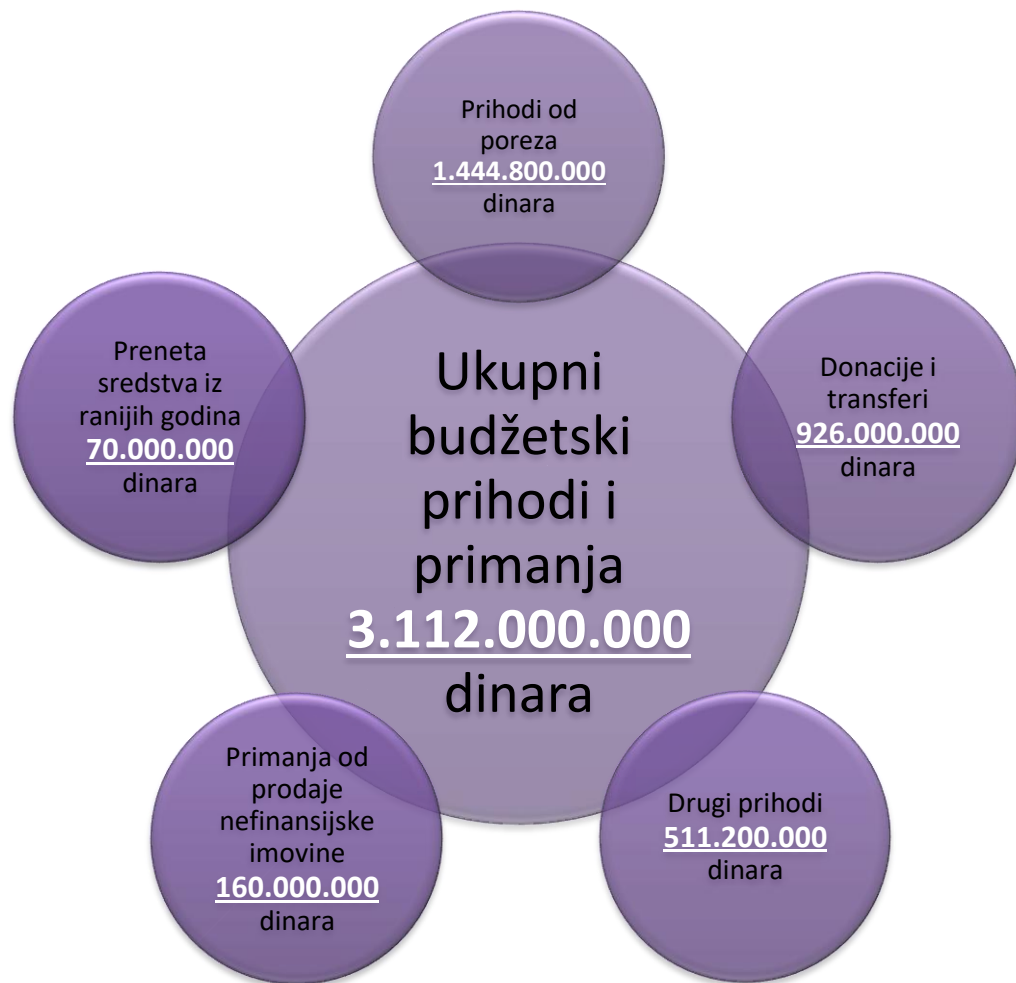 Prihodi od
poreza
1.444.800.000
dinara
Preneta
sredstva iz
ranijih godina
70.000.000
dinara
Ukupni
budžetski
prihodi i
primanja
3.112.000.000
dinara
Donacije i
transferi
926.000.000
dinara
Primanja od
prodaje
nefinansijske
imovine
160.000.000
dinara
Drugi prihodi
511.200.000
dinara